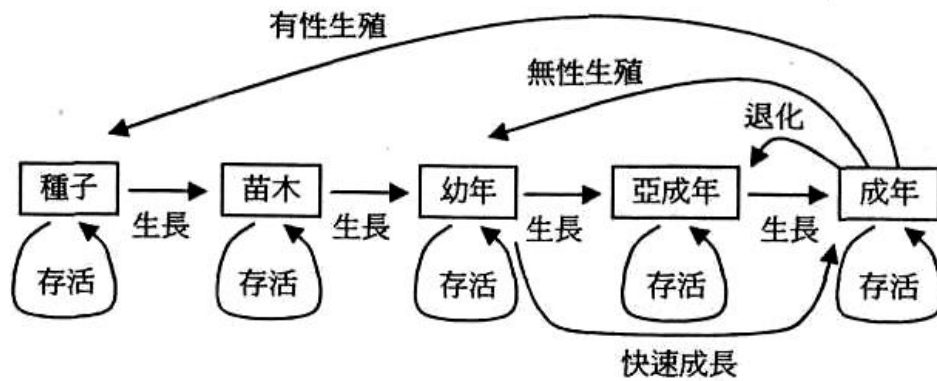 有性生殖
無性生殖
退化
種子
苗木
幼年
亞成年
成年
生長
生長
生長
生長
存活
存活
存活
存活
存活
快速成長